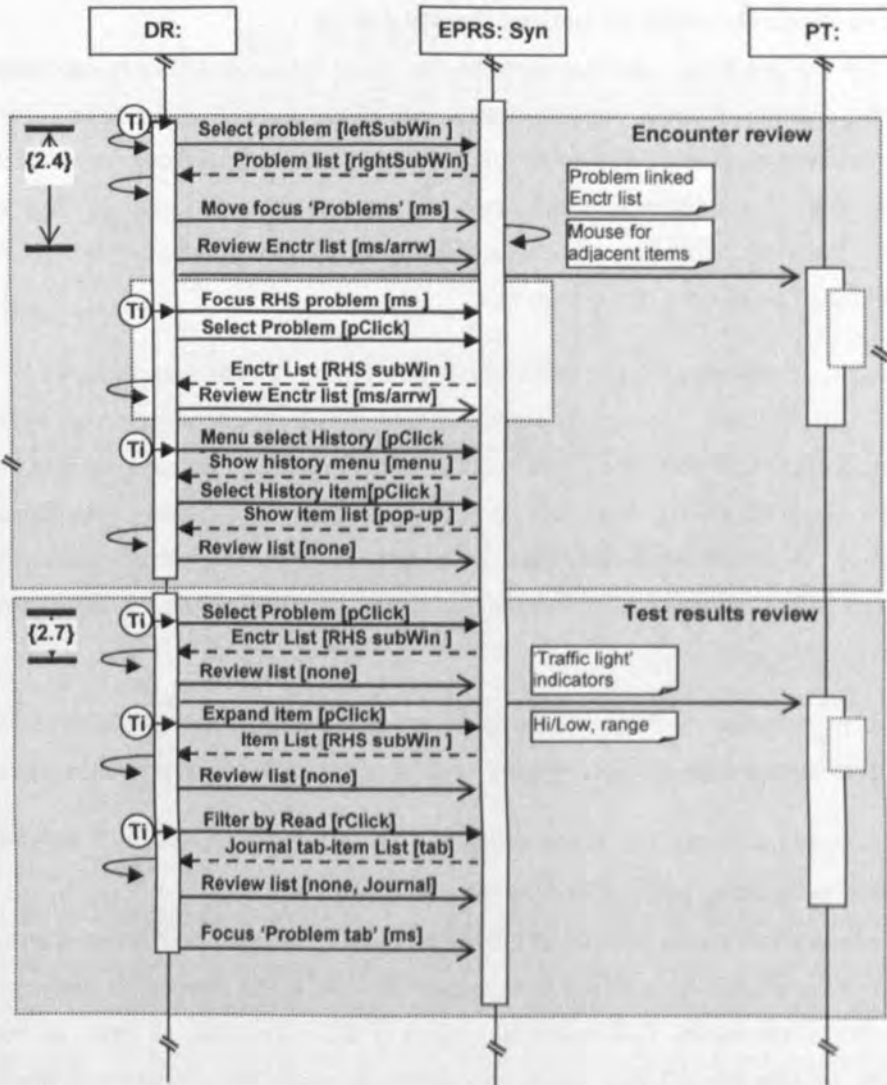 DR:
EPRS: Syn
PT:
Encounter review
{2.4}
Ti
Select problem [leftSubWin ]
Problem list [rightSubWin]
Problem linked
Enctr list
Move focus ‘Problems’ [ms]
Mouse for
adjacent items
Review Enctr list [ms/arrw]
Ti
Focus RHS problem [ms ]
Select Problem [pClick]
Enctr List [RHS subWin ]
Review Enctr list [ms/arrw]
Ti
Menu select History [pClick
Show history menu [menu ]
Select History item[pClick ]
Show item list [pop-up ]
Review list [none]
Test results review
{2.7}
Ti
Select Problem [pClick]
Enctr List [RHS subWin ]
Review list [none]
‘Traffic light’
indicators
Ti
Expand item [pClick]
Hi/Low, range
Item List [RHS subWin ]
Review list [none]
Ti
Filter by Read [rClick]
Journal tab-item List [tab]
Review list [none, Journal]
Focus ‘Problem tab’ [ms]